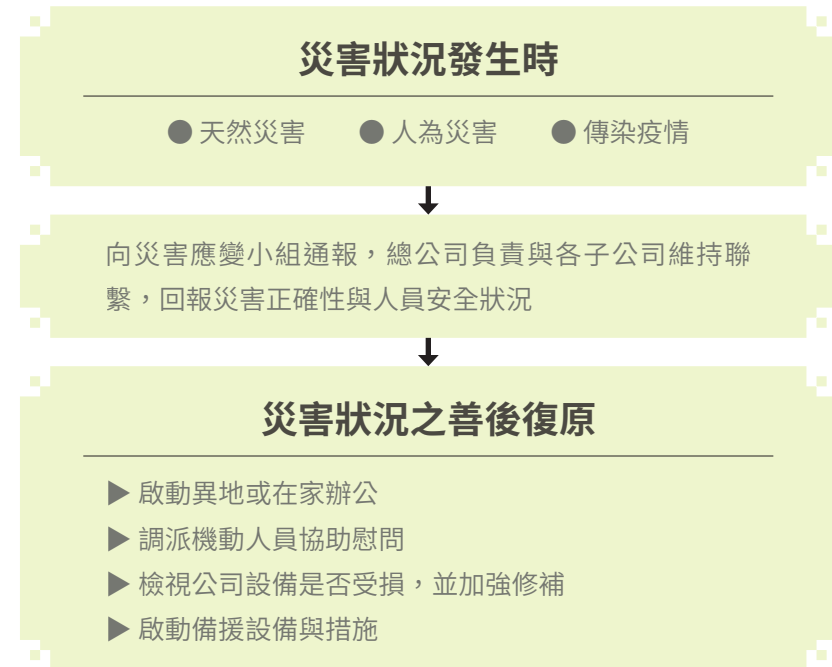 災害狀況發生時
● 天然災害 ● 人為災害 ● 傳染疫情
向災害應變小組通報，總公司負責與各子公司維持聯
繫，回報災害正確性與人員安全狀況
災害狀況之善後復原
▶ 啟動異地或在家辦公
▶ 調派機動人員協助慰問
▶ 檢視公司設備是否受損，並加強修補
▶ 啟動備援設備與措施